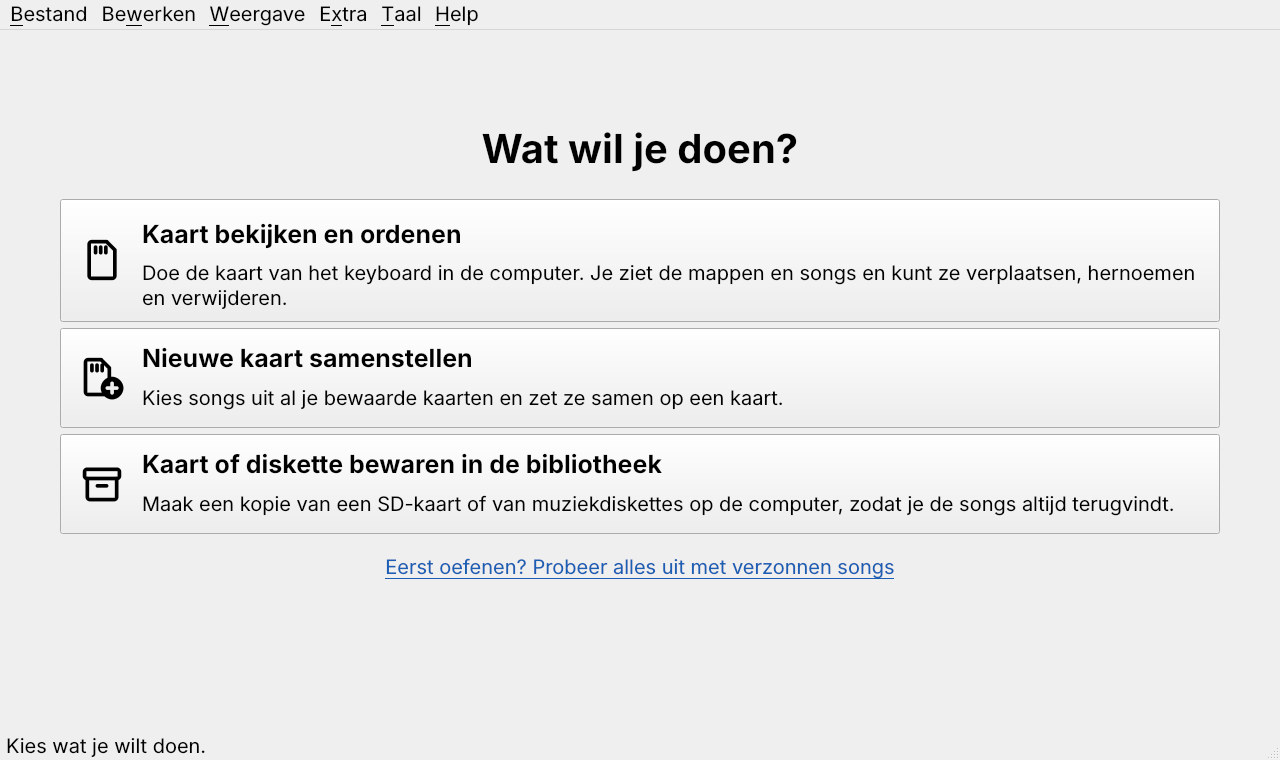 Bestand Bewerken Weergave Extra Taal Help
Wat wil je doen?
Kaart bekijken en ordenen
Doe de kaart van het keyboard in de computer. Je ziet de mappen en songs en kunt ze verplaatsen, hernoemen
en verwijderen.
Nieuwe kaart samenstellen
Kies songs uit al je bewaarde kaarten en zet ze samen op een kaart.
Kaart of diskette bewaren in de bibliotheek
Maak een kopie van een SD-kaart of van muziekdiskettes op de computer, zodat je de songs altijd terugvindt.
Eerst oefenen? Probeer alles uit met verzonnen songs
Kies wat je wilt doen.